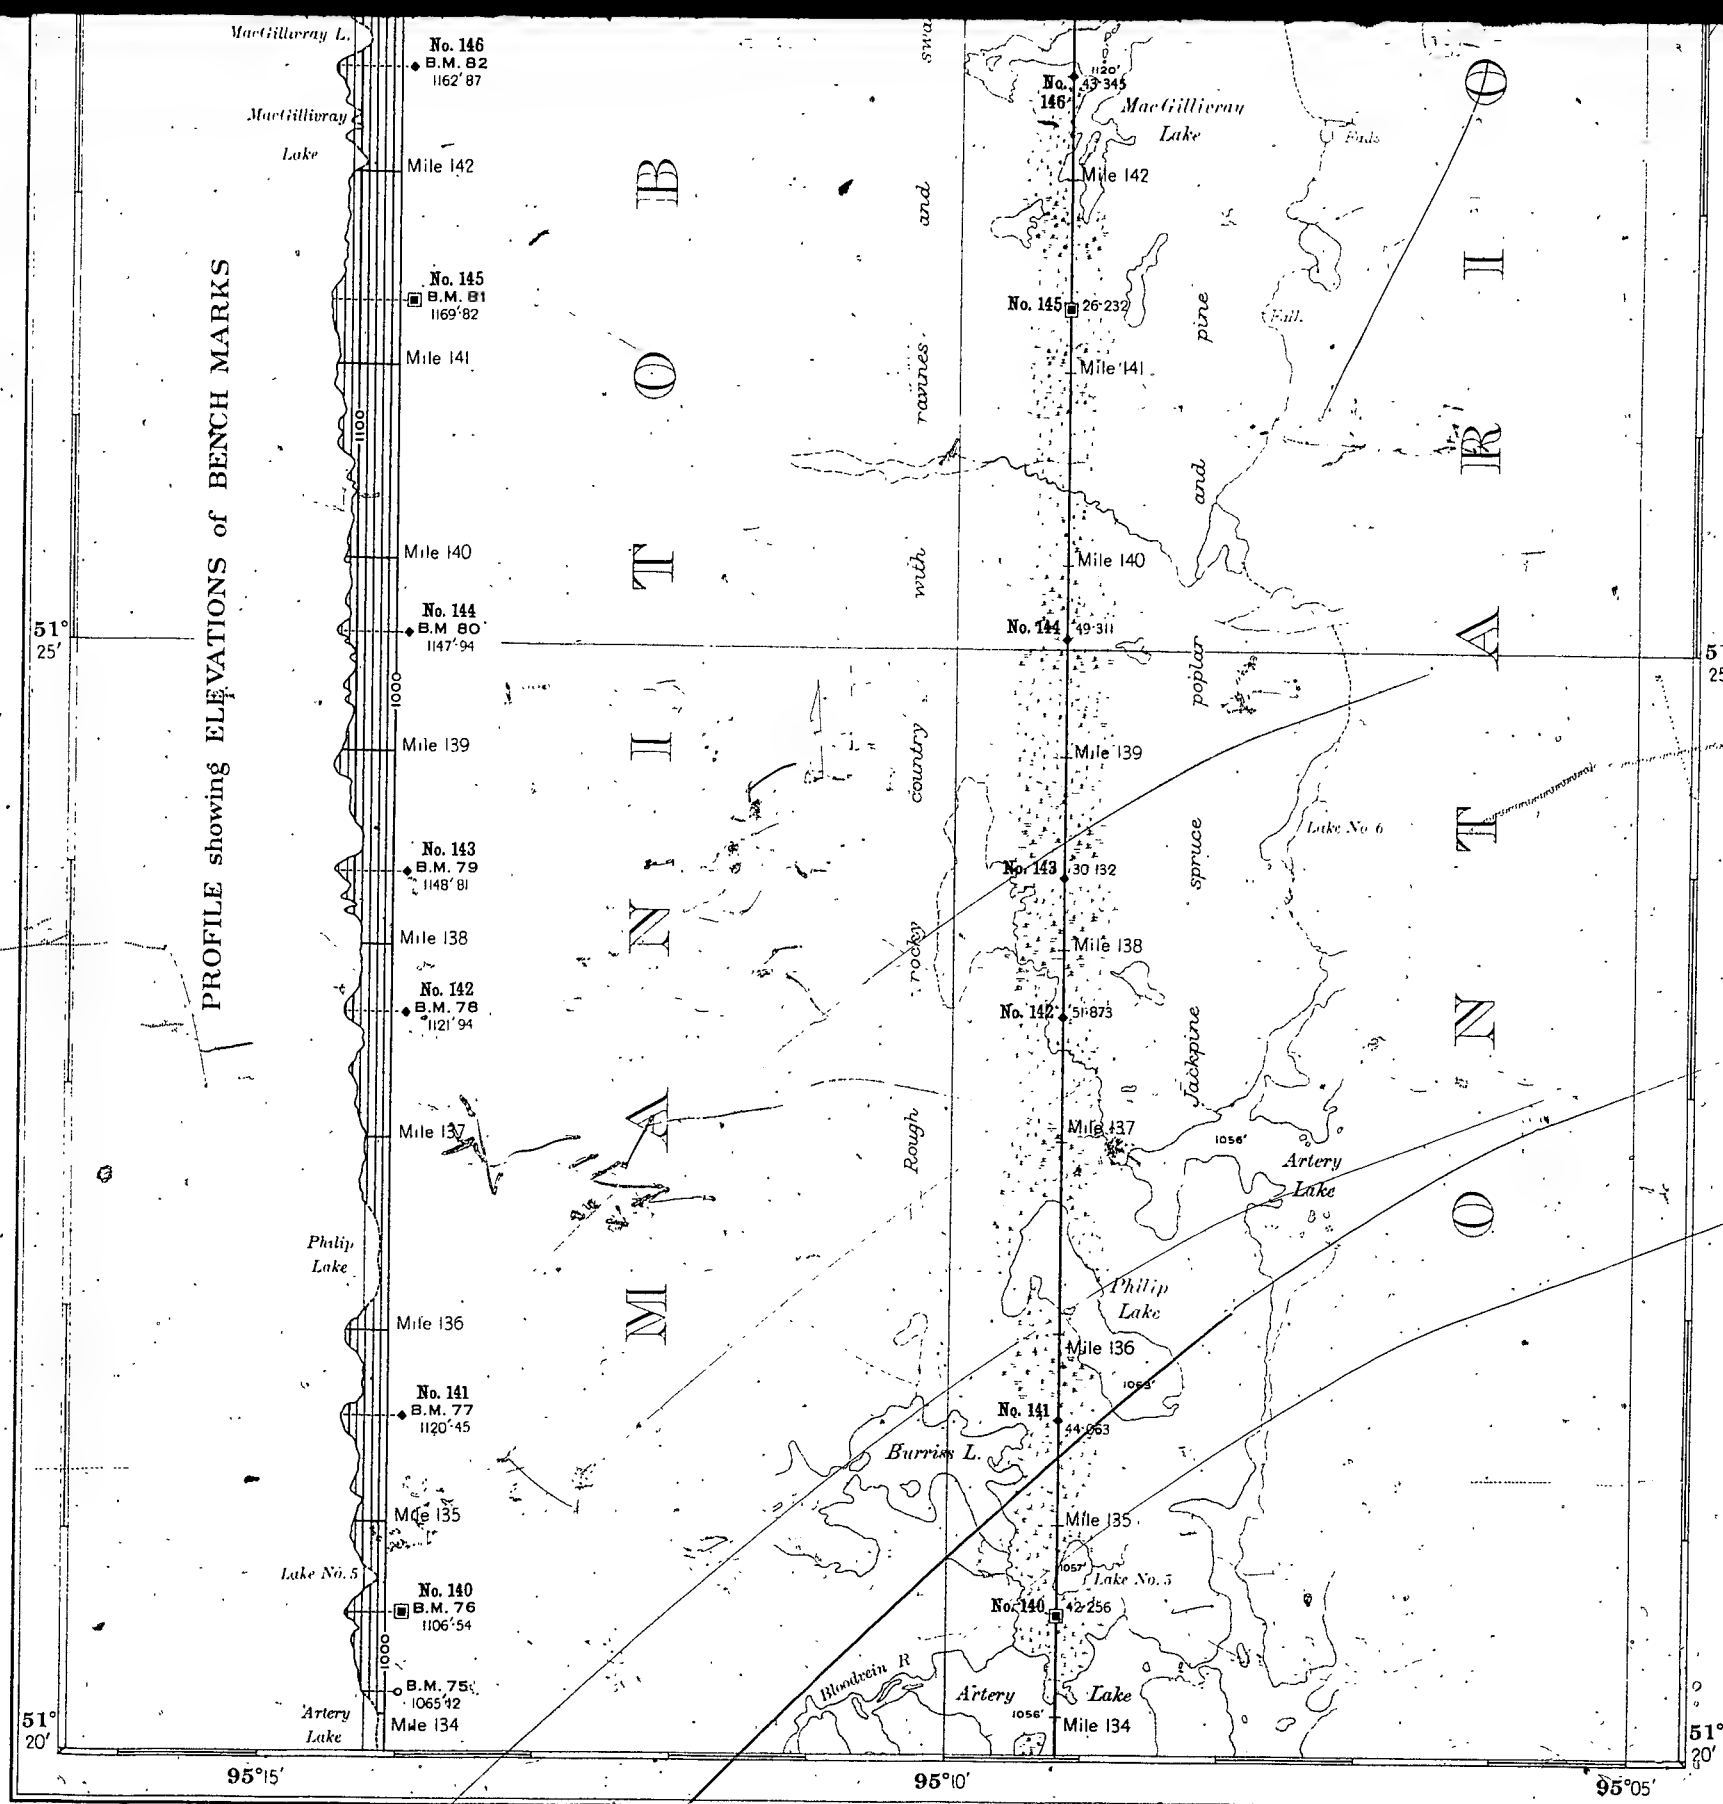 MacGillivray L.
No. 146
B.M. 82
1162'87
MacGillivray
Lake
Mile 142
No. 145
B.M. 81
1169'82
Mile 141
1100
Mile 140
No. 144
B.M 80
1147'94
1000
Mile 139
No. 143
B.M. 79
1148'81
Mile 138
No. 142
B.M. 78
1121'94
Mile 137
Philip
Lake
Mile 136
No. 141
B.M. 77
1120'45
Mile 135
Lake No. 5
No. 140
B.M. 76
1106'54
1000
B.M. 75
1065'12
Artery
Lake
Mile 134
PROFILE showing ELEVATIONS of BENCH MARKS
MANITOBA
ONTARIO
Rough rocky country with ravines and swa
Jackpine spruce poplar and pine
1120'
No. 146
43·345
MacGillivray
Lake
Falls
Mile 142
No. 145
26·232
Fall.
Mile 141
Mile 140
No. 144
49·311
Mile 139
Lake No 6
No. 143
30·132
Mile 138
No. 142
51·873
Mile 137
1056'
Artery
Lake
Philip
Lake
Mile 136
1063'
No. 141
44·063
Burriss L.
Mile 135
1057'
Lake No. 5
No. 140
42·256
Bloodvein R
Artery Lake
1056'
Mile 134
51°
25'
51°
20'
5
25
51°
20'
95°15'
95°10'
95°05'